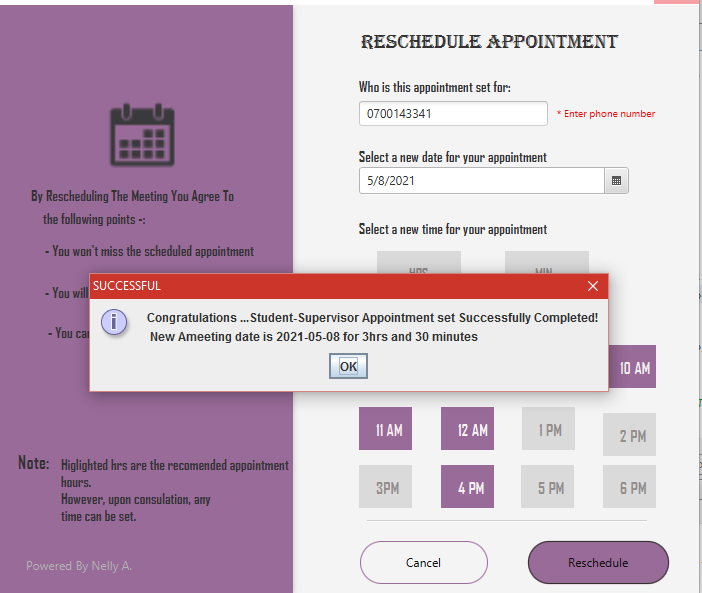 RESCHEDULE APPOINTMENT
Who is this appointment set for:
0700143341
* Enter phone number
Select a new date for your appointment
5/8/2021
Select a new time for your appointment
HRS
MIN
By Rescheduling The Meeting You Agree To
the following points -:
- You won't miss the scheduled appointment
- You will
- You ca
SUCCESSFUL
Congratulations ...Student-Supervisor Appointment set Successfully Completed!
New Ameeting date is 2021-05-08 for 3hrs and 30 minutes
OK
10 AM
11 AM
12 AM
1 PM
2 PM
3PM
4 PM
5 PM
6 PM
Note:
Higlighted hrs are the recomended appointment
hours.
However, upon consulation, any
time can be set.
Cancel
Reschedule
Powered By Nelly A.